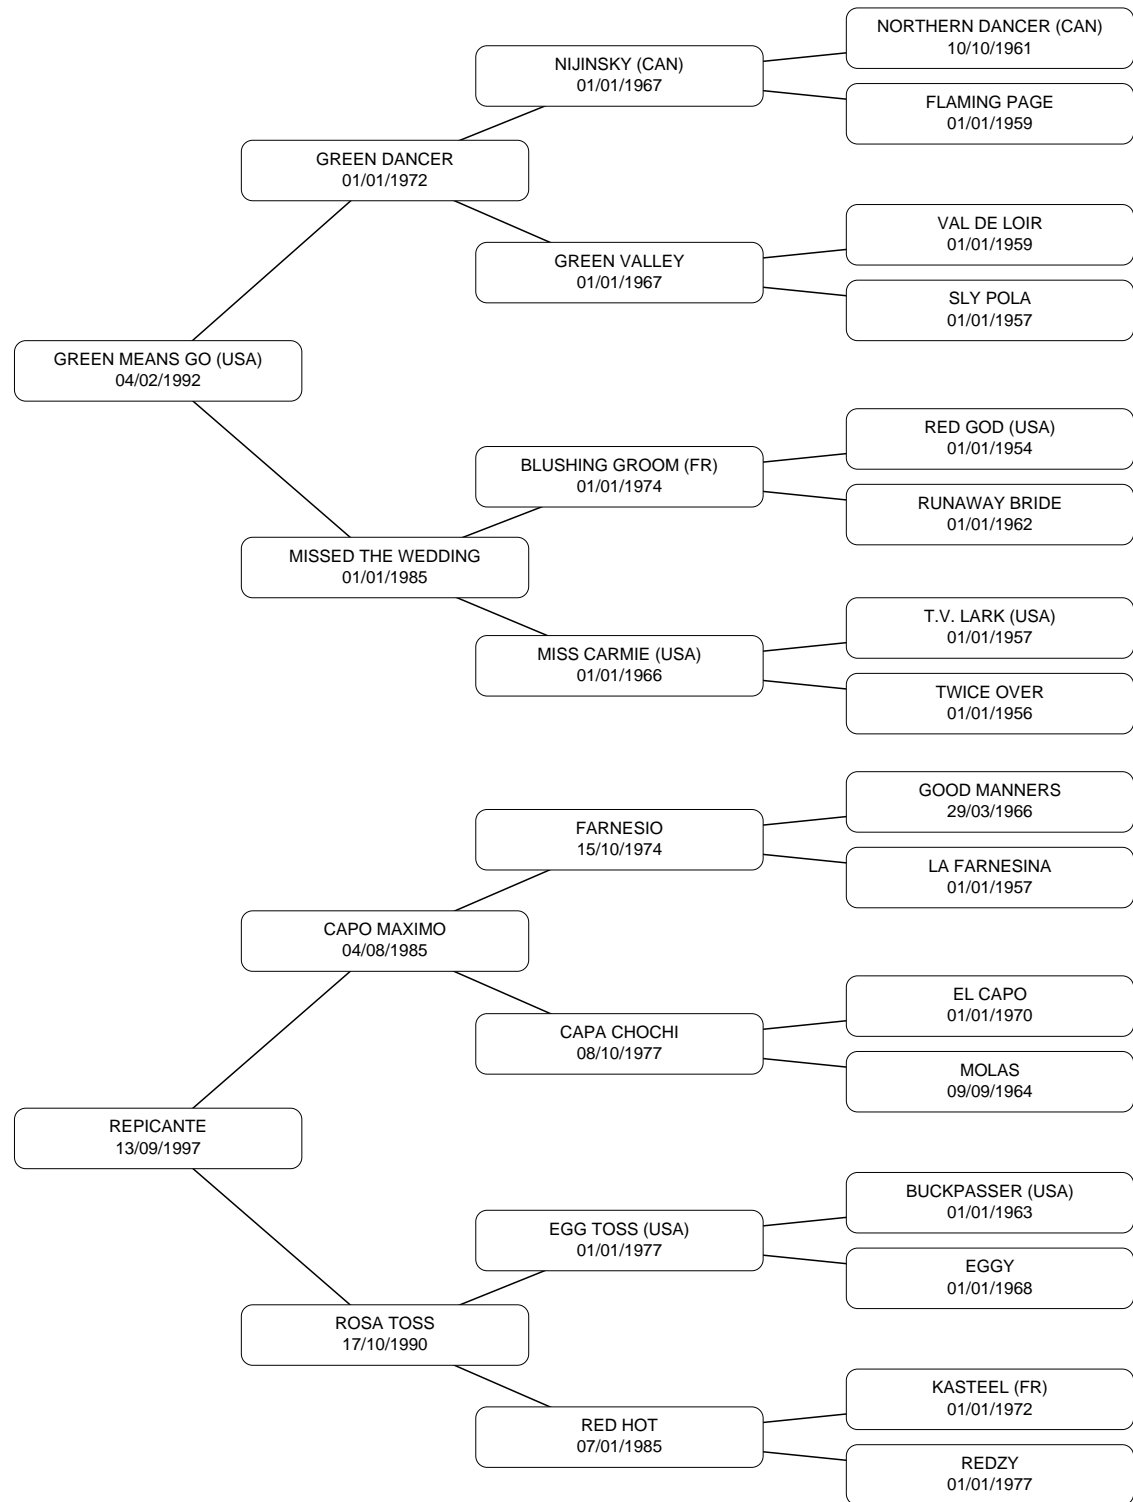 NORTHERN DANCER (CAN)
10/10/1961
NIJINSKY (CAN)
01/01/1967
FLAMING PAGE
01/01/1959
GREEN DANCER
01/01/1972
VAL DE LOIR
01/01/1959
GREEN VALLEY
01/01/1967
SLY POLA
01/01/1957
GREEN MEANS GO (USA)
04/02/1992
RED GOD (USA)
01/01/1954
BLUSHING GROOM (FR)
01/01/1974
RUNAWAY BRIDE
01/01/1962
MISSED THE WEDDING
01/01/1985
T.V. LARK (USA)
01/01/1957
MISS CARMIE (USA)
01/01/1966
TWICE OVER
01/01/1956
GOOD MANNERS
29/03/1966
FARNESIO
15/10/1974
LA FARNESINA
01/01/1957
CAPO MAXIMO
04/08/1985
EL CAPO
01/01/1970
CAPA CHOCHI
08/10/1977
MOLAS
09/09/1964
REPICANTE
13/09/1997
BUCKPASSER (USA)
01/01/1963
EGG TOSS (USA)
01/01/1977
EGGY
01/01/1968
ROSA TOSS
17/10/1990
KASTEEL (FR)
01/01/1972
RED HOT
07/01/1985
REDZY
01/01/1977